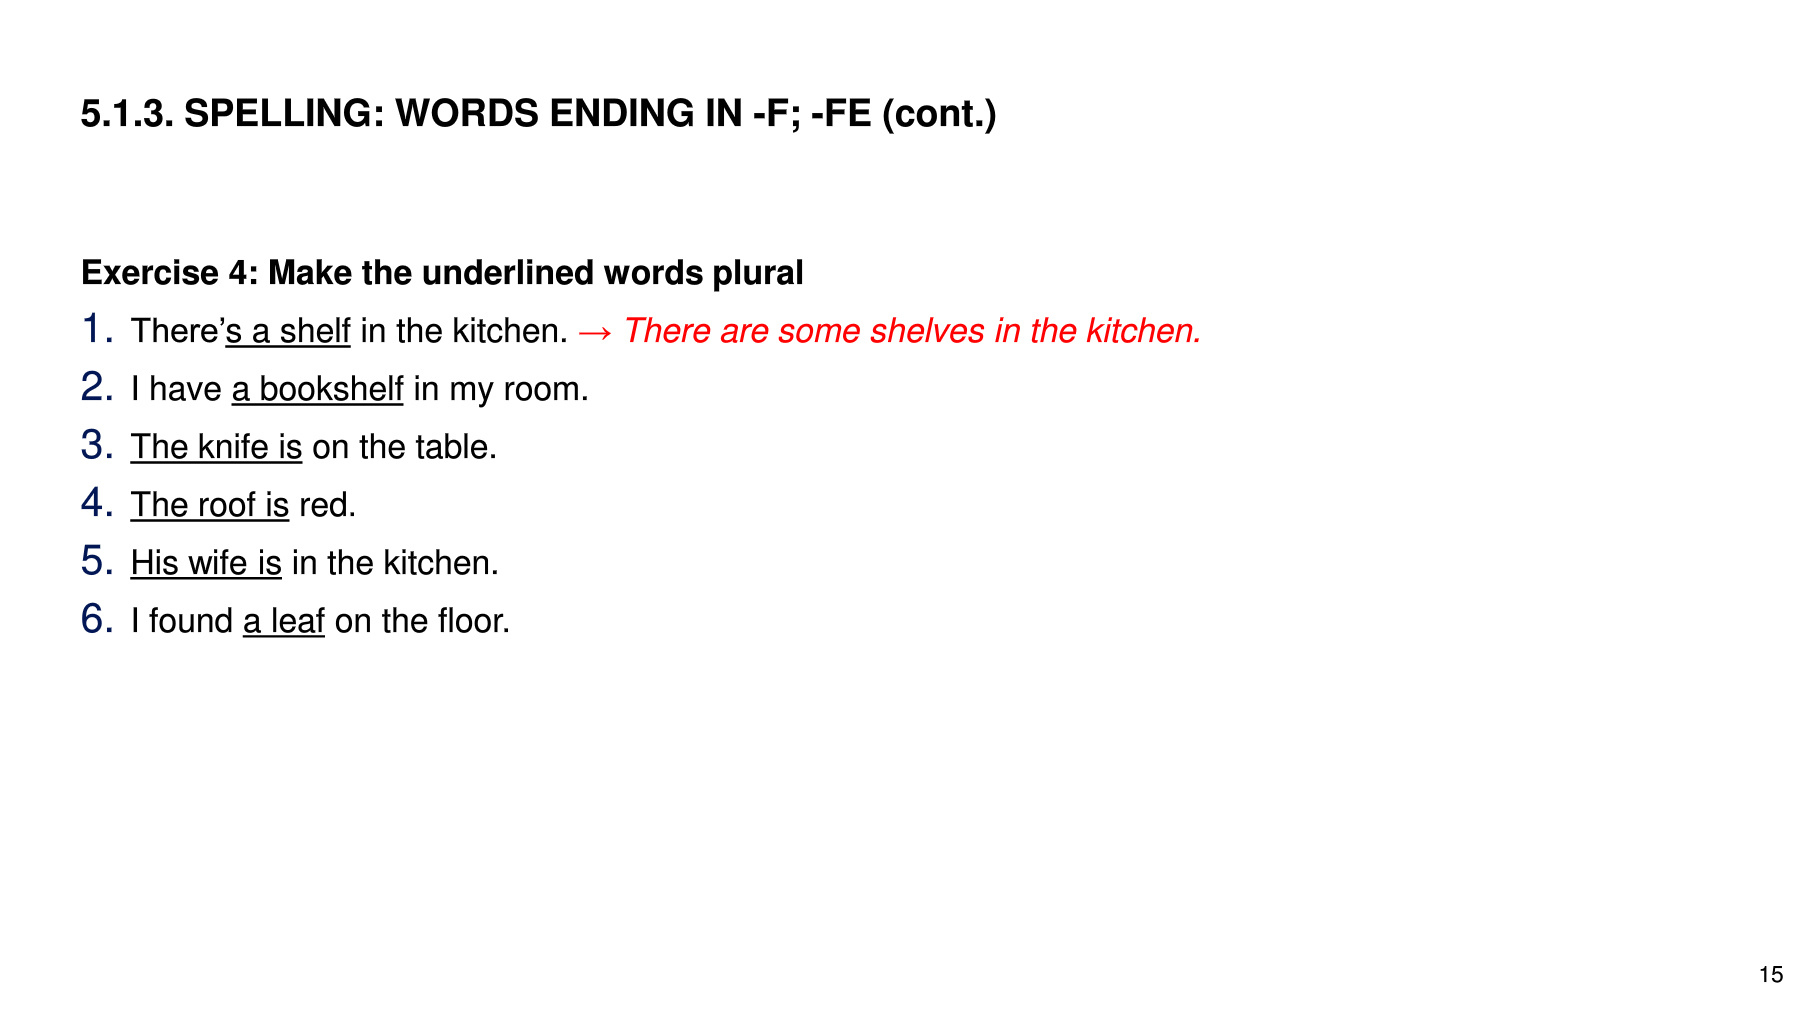 5.1.3. SPELLING: WORDS ENDING IN -F; -FE (cont.)
Exercise 4: Make the underlined words plural
1. There’s a shelf in the kitchen. → There are some shelves in the kitchen.
2. I have a bookshelf in my room.
3. The knife is on the table.
4. The roof is red.
5. His wife is in the kitchen.
6. I found a leaf on the floor.
15